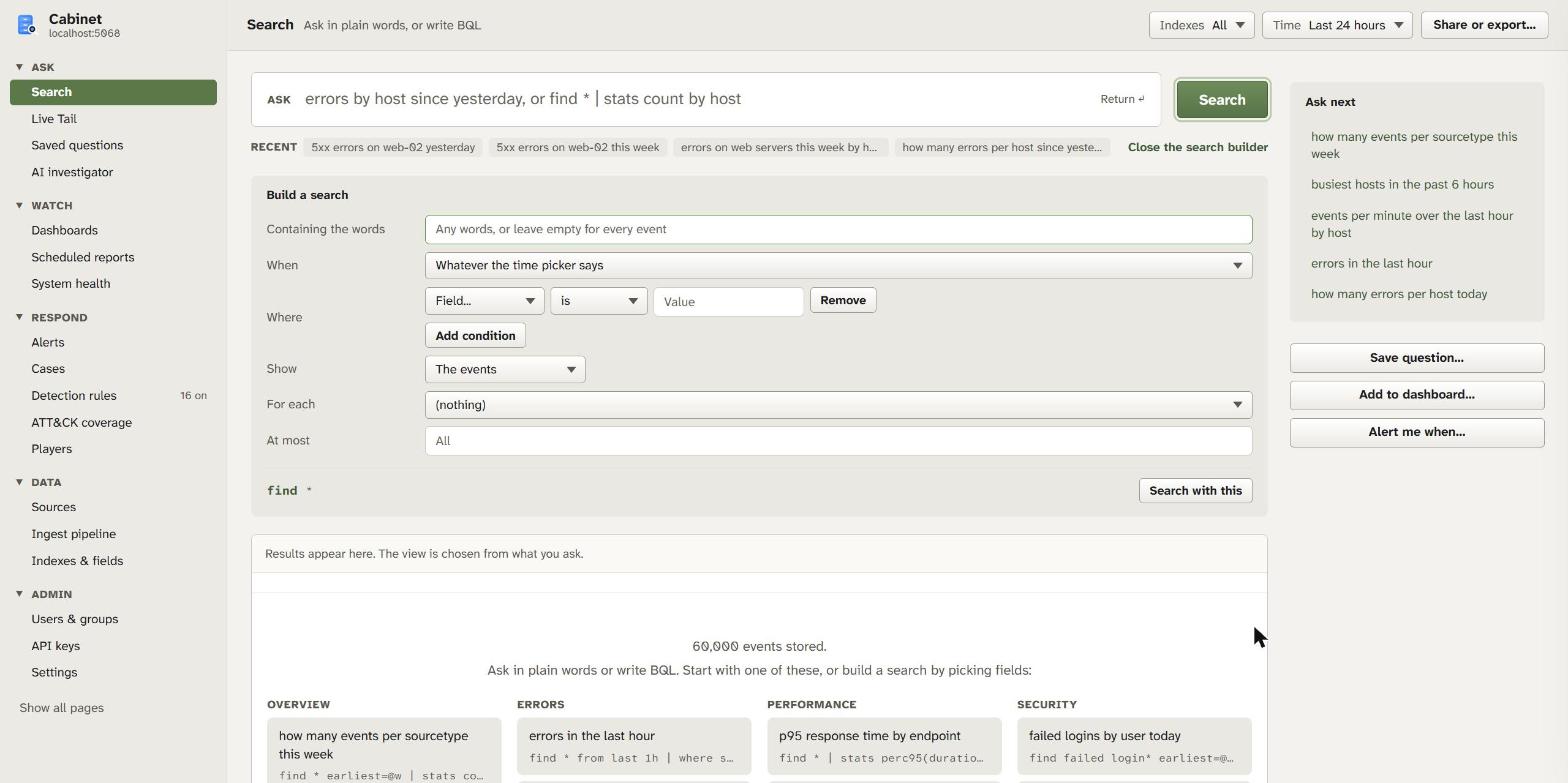 Cabinet
localhost:5068
ASK
Search
Live Tail
Saved questions
AI investigator
WATCH
Dashboards
Scheduled reports
System health
RESPOND
Alerts
Cases
Detection rules 16 on
ATT&CK coverage
Players
DATA
Sources
Ingest pipeline
Indexes & fields
ADMIN
Users & groups
API keys
Settings
Show all pages
Search Ask in plain words, or write BQL
Indexes All
Time Last 24 hours
Share or export...
ASK errors by host since yesterday, or find * | stats count by host Return ↵
Search
RECENT 5xx errors on web-02 yesterday 5xx errors on web-02 this week errors on web servers this week by h... how many errors per host since yeste... Close the search builder
Build a search
Containing the words Any words, or leave empty for every event
When Whatever the time picker says
Where Field... is Value Remove
Add condition
Show The events
For each (nothing)
At most All
find * Search with this
Results appear here. The view is chosen from what you ask.
60,000 events stored.
Ask in plain words or write BQL. Start with one of these, or build a search by picking fields:
OVERVIEW
how many events per sourcetype
this week
find * earliest=@w | stats co...
ERRORS
errors in the last hour
find * from last 1h | where s...
PERFORMANCE
p95 response time by endpoint
find * | stats perc95(duratio...
SECURITY
failed logins by user today
find failed login* earliest=@...
Ask next
how many events per sourcetype this
week
busiest hosts in the past 6 hours
events per minute over the last hour
by host
errors in the last hour
how many errors per host today
Save question...
Add to dashboard...
Alert me when...